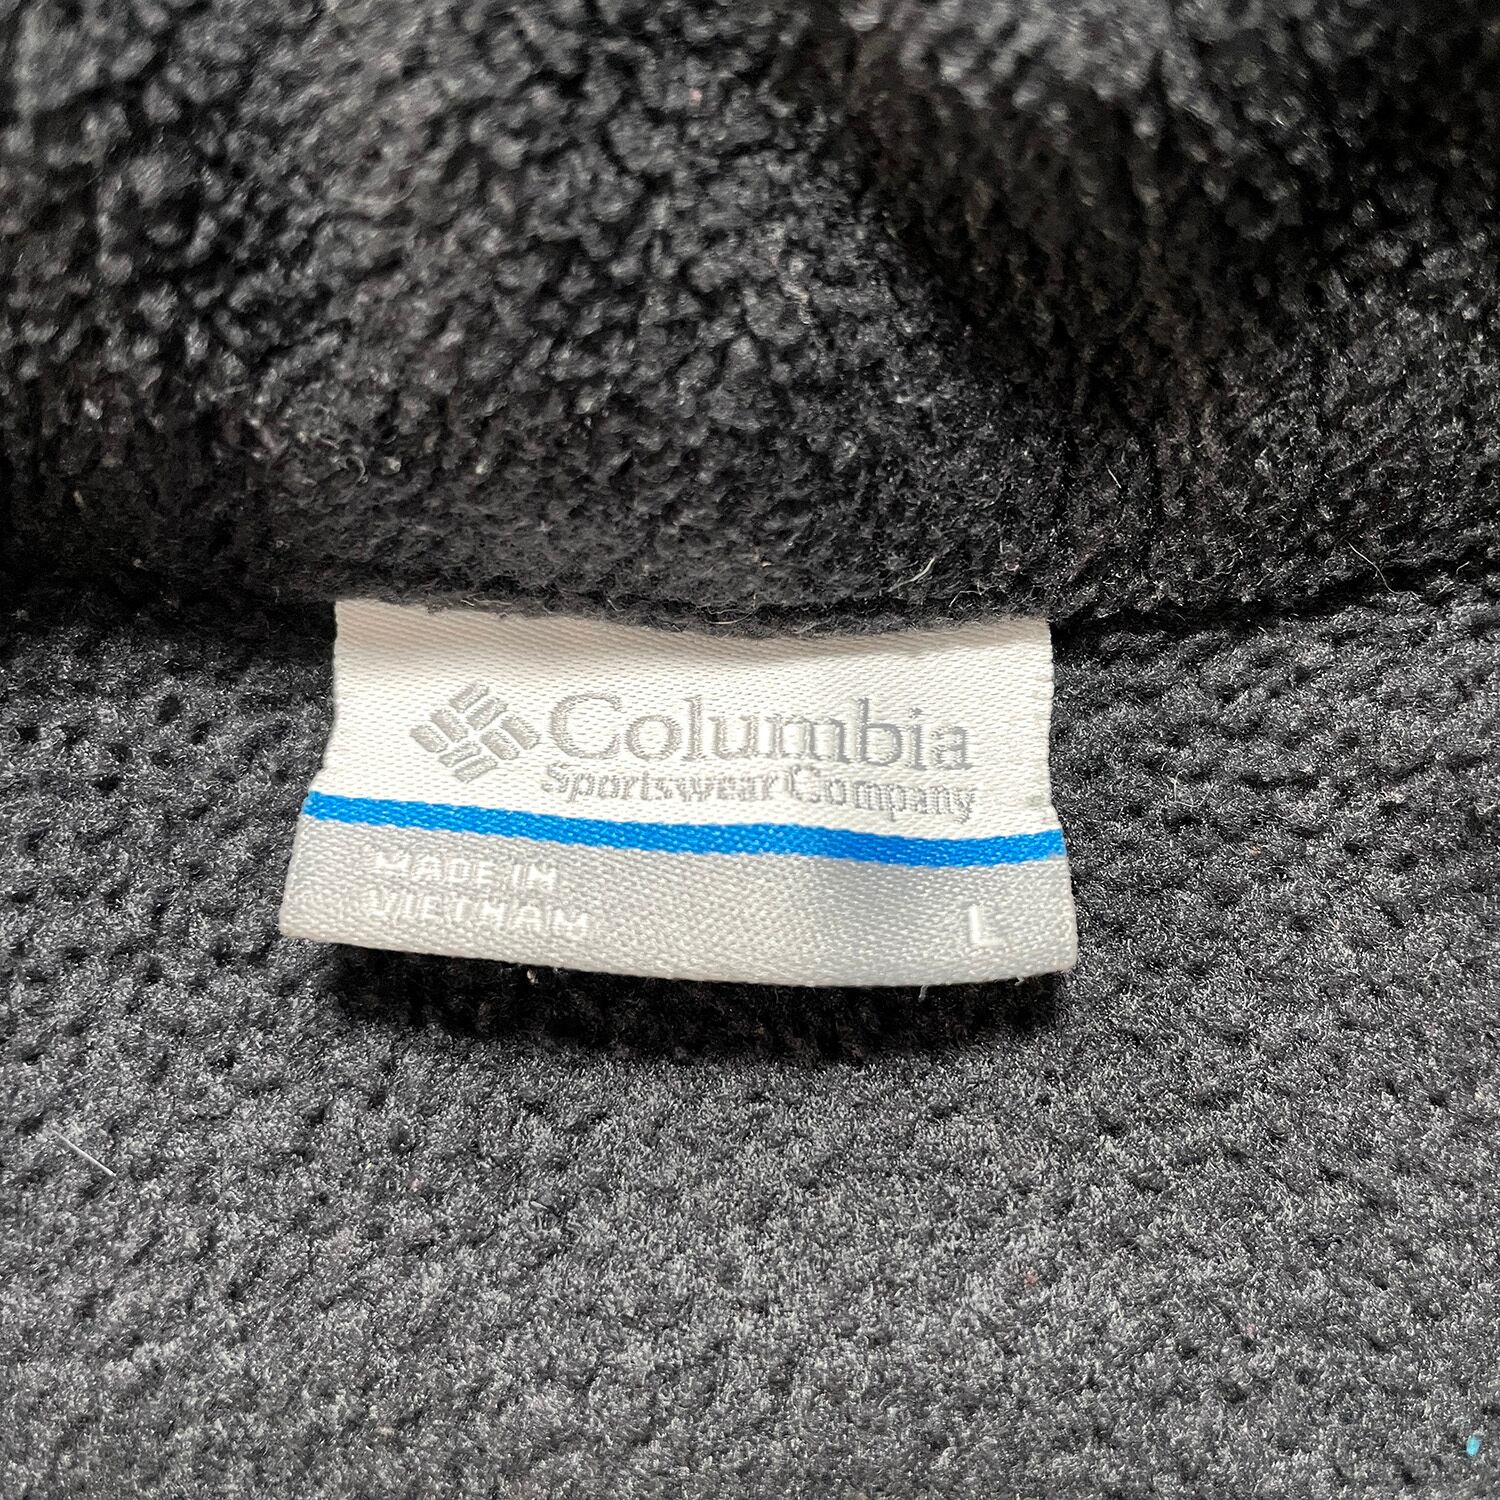 Columbia
Sportswear Company
MADE IN
VIETNAM
L